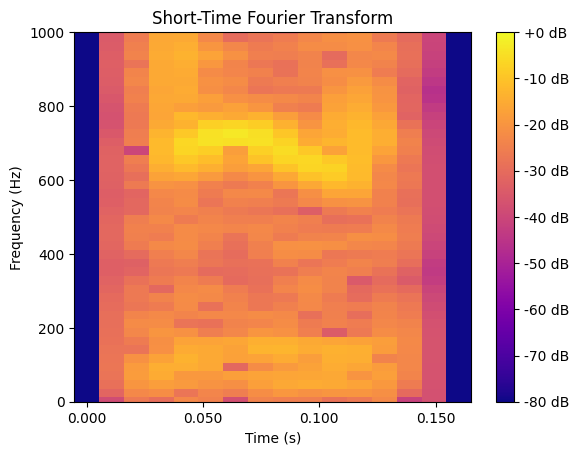 Short-Time Fourier Transform
1000
800
600
400
200
0
Frequency (Hz)
0.000
0.050
0.100
0.150
Time (s)
+0 dB
-10 dB
-20 dB
-30 dB
-40 dB
-50 dB
-60 dB
-70 dB
-80 dB